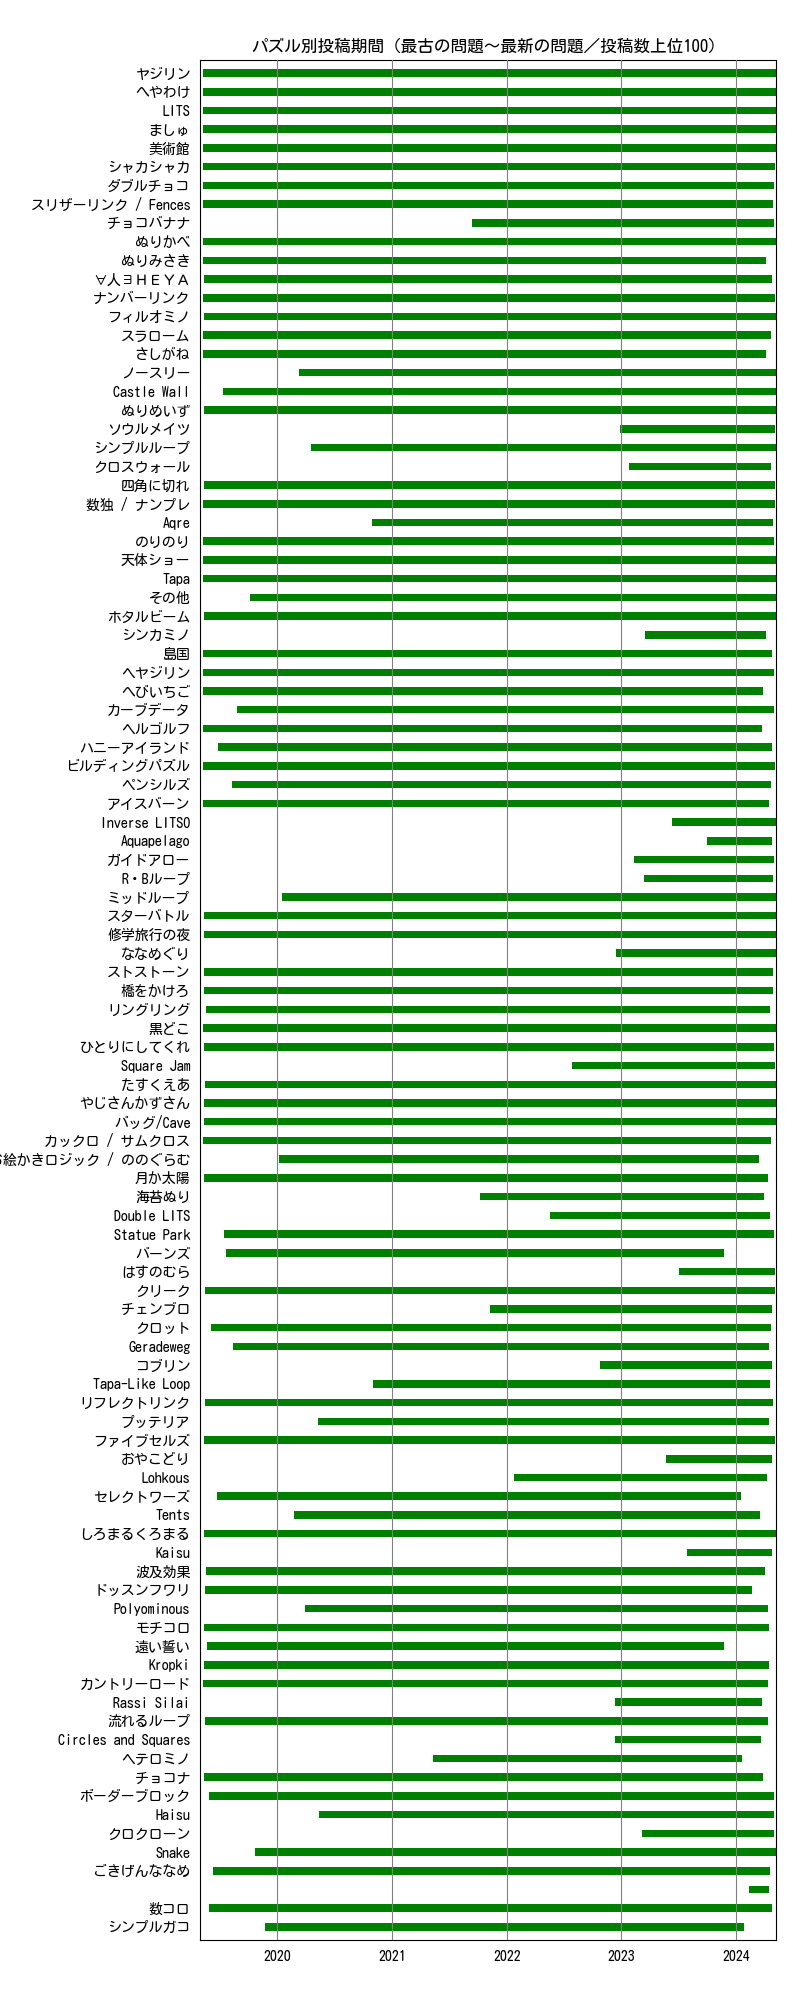 パズル別投稿期間（最古の問題～最新の問題／投稿数上位100）
ヤジリン
へやわけ
LITS
ましゅ
美術館
シャカシャカ
ダブルチョコ
スリザーリンク / Fences
チョコバナナ
ぬりかべ
ぬりみさき
∀人∃ＨＥＹＡ
ナンバーリンク
フィルオミノ
スラローム
さしがね
ノースリー
Castle Wall
ぬりめいず
ソウルメイツ
シンプルループ
クロスウォール
四角に切れ
数独 / ナンプレ
Aqre
のりのり
天体ショー
Tapa
その他
ホタルビーム
シンカミノ
島国
ヘヤジリン
へびいちご
カーブデータ
ヘルゴルフ
ハニーアイランド
ビルディングパズル
ペンシルズ
アイスバーン
Inverse LITSO
Aquapelago
ガイドアロー
R・Bループ
ミッドループ
スターバトル
修学旅行の夜
ななめぐり
ストストーン
橋をかけろ
リングリング
黒どこ
ひとりにしてくれ
Square Jam
たすくえあ
やじさんかずさん
バッグ/Cave
カックロ / サムクロス
絵かきロジック / ののぐらむ
月か太陽
海苔ぬり
Double LITS
Statue Park
バーンズ
はすのむら
クリーク
チェンブロ
クロット
Geradeweg
コブリン
Tapa-Like Loop
リフレクトリンク
プッテリア
ファイブセルズ
おやこどり
Lohkous
セレクトワーズ
Tents
しろまるくろまる
Kaisu
波及効果
ドッスンフワリ
Polyominous
モチコロ
遠い誓い
Kropki
カントリーロード
Rassi Silai
流れるループ
Circles and Squares
ヘテロミノ
チョコナ
ボーダーブロック
Haisu
クロクローン
Snake
ごきげんななめ
数コロ
シンプルガコ
2020 2021 2022 2023 2024